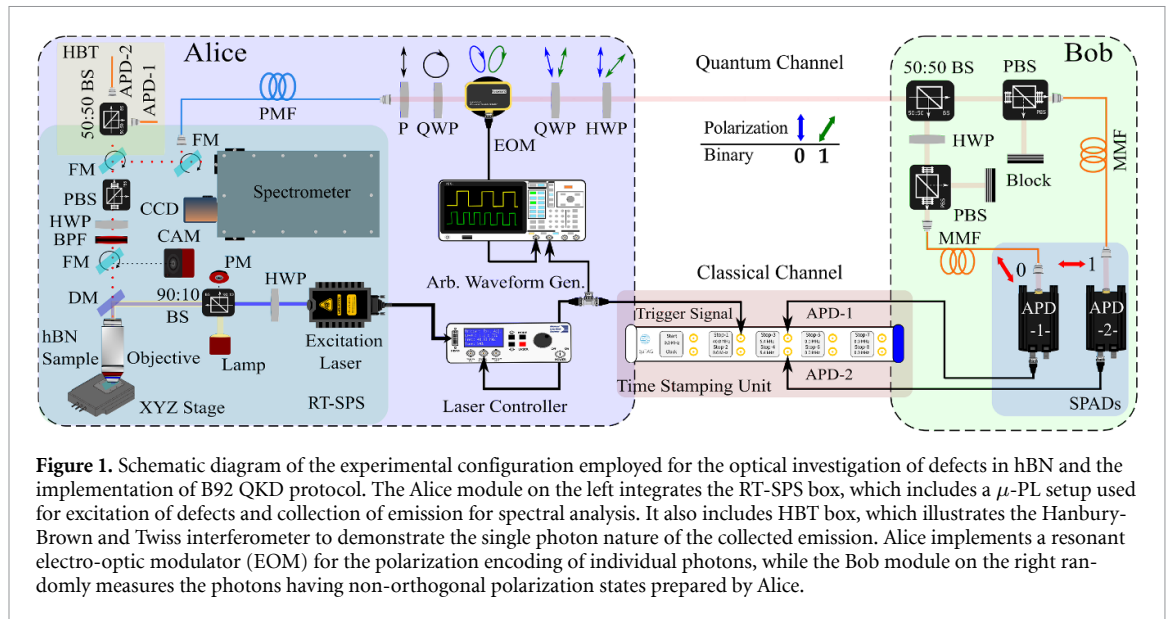 HBT
APD-2
APD-1
50:50 BS
Alice
PMF
P
QWP
EOM
QWP
HWP
Quantum Channel
Polarization
Binary
0 1
Bob
50:50 BS
PBS
HWP
Block
PBS
MMF
MMF
FM
FM
PBS
HWP
BPF
FM
Spectrometer
CCD
CAM
PM
DM
90:10
BS
HWP
hBN
Sample
Objective
Lamp
Excitation
Laser
XYZ Stage
RT-SPS
Arb. Waveform Gen.
Laser Controller
Classical Channel
Trigger Signal
APD-1
APD-2
Time Stamping Unit
0
1
APD
-1-
APD
-2-
SPADs
Figure 1. Schematic diagram of the experimental configuration employed for the optical investigation of defects in hBN and the
implementation of B92 QKD protocol. The Alice module on the left integrates the RT-SPS box, which includes a μ-PL setup used
for excitation of defects and collection of emission for spectral analysis. It also includes HBT box, which illustrates the Hanbury-
Brown and Twiss interferometer to demonstrate the single photon nature of the collected emission. Alice implements a resonant
electro-optic modulator (EOM) for the polarization encoding of individual photons, while the Bob module on the right ran-
domly measures the photons having non-orthogonal polarization states prepared by Alice.